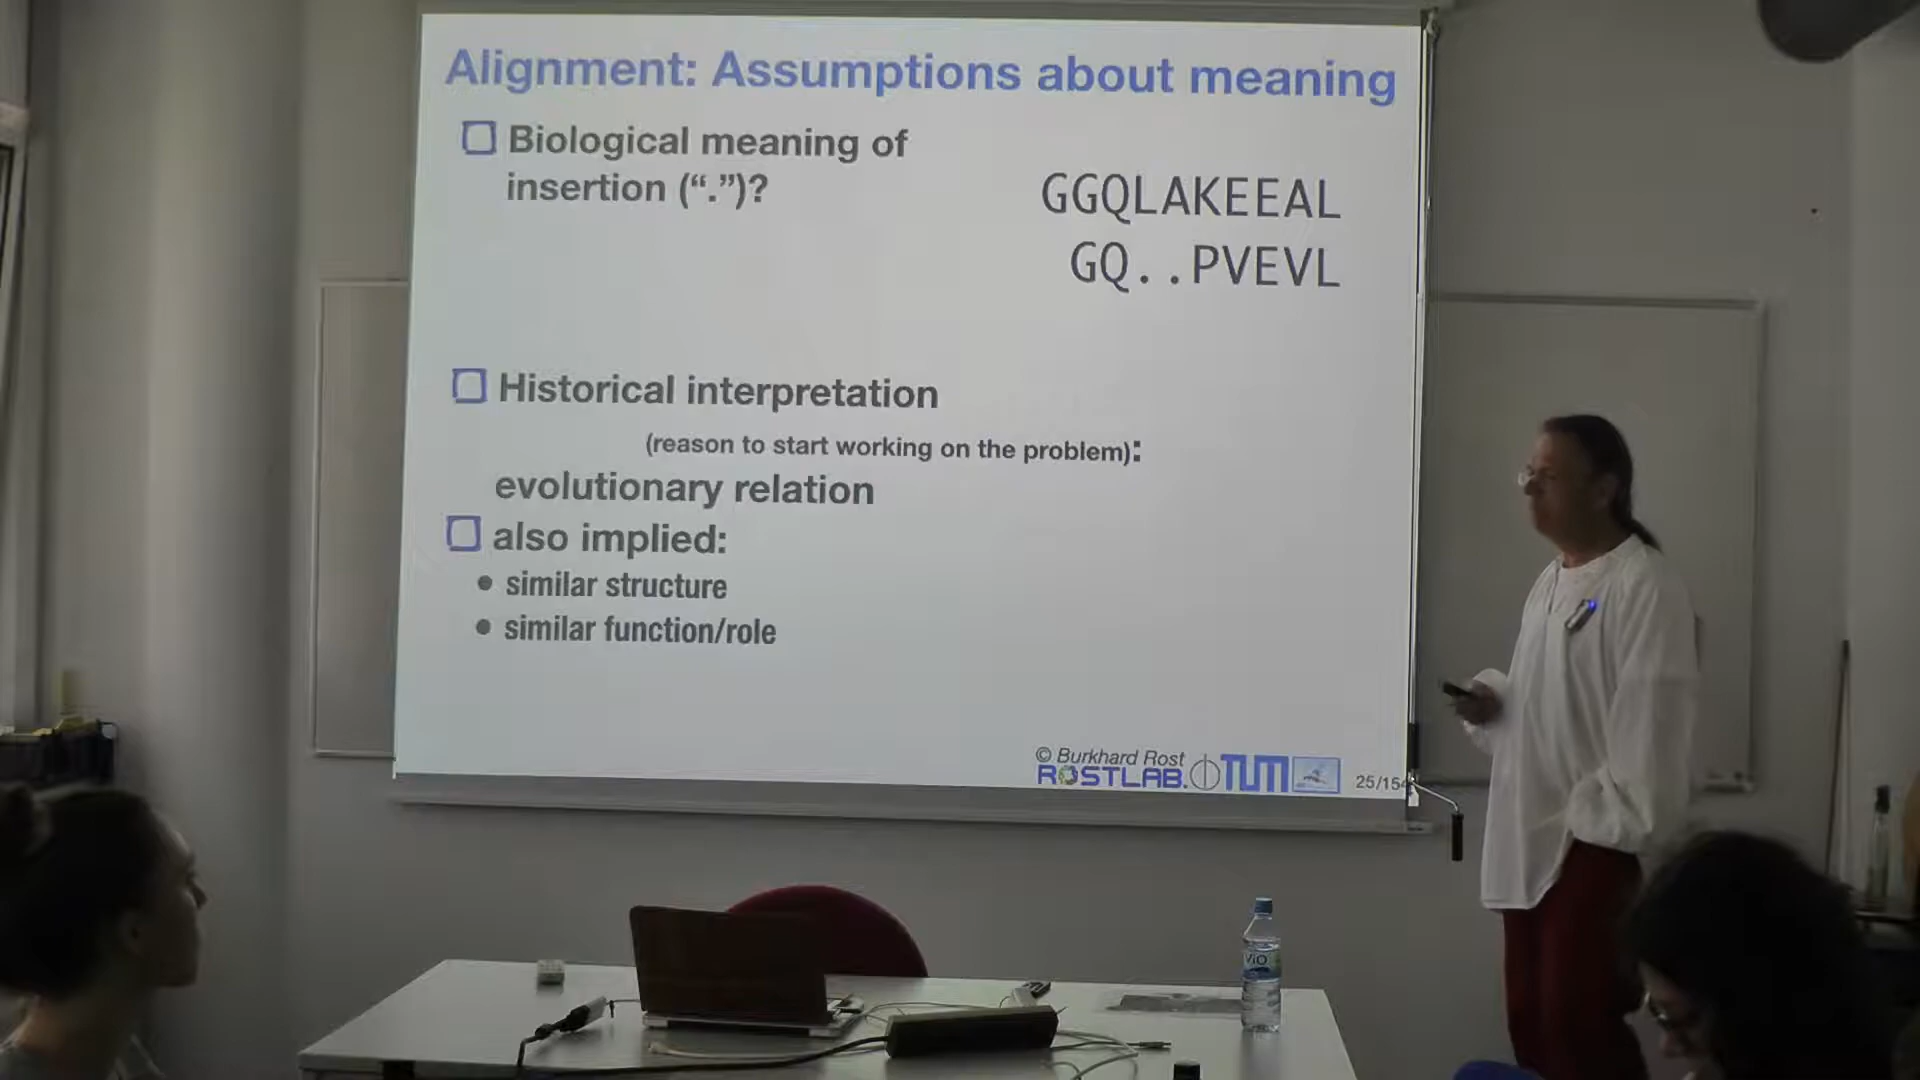 Alignment: Assumptions about meaning
Biological meaning of
insertion (“.”)?
GGQLAKEEAL
GQ..PVEVL
Historical interpretation
(reason to start working on the problem):
evolutionary relation
also implied:
• similar structure
• similar function/role
© Burkhard Rost
ROSTLAB.
TUM
25/154
ViO